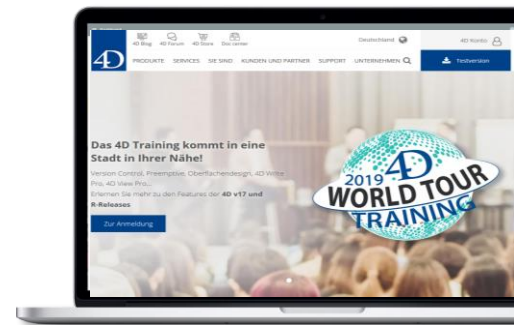 4D Blog 4D Forum 4D Store Doc center Deutschland 4D Konto
4D
PRODUKTE SERVICES SIE SIND KUNDEN UND PARTNER SUPPORT UNTERNEHMEN Testversion
Das 4D Training kommt in eine
Stadt in Ihrer Nähe!
Version Control, Preemptive, Oberflächendesign, 4D Write
Pro, 4D View Pro...
Erlernen Sie mehr zu den Features der 4D v17 und
R-Releases
Zur Anmeldung
2019 4D
WORLD TOUR
TRAINING